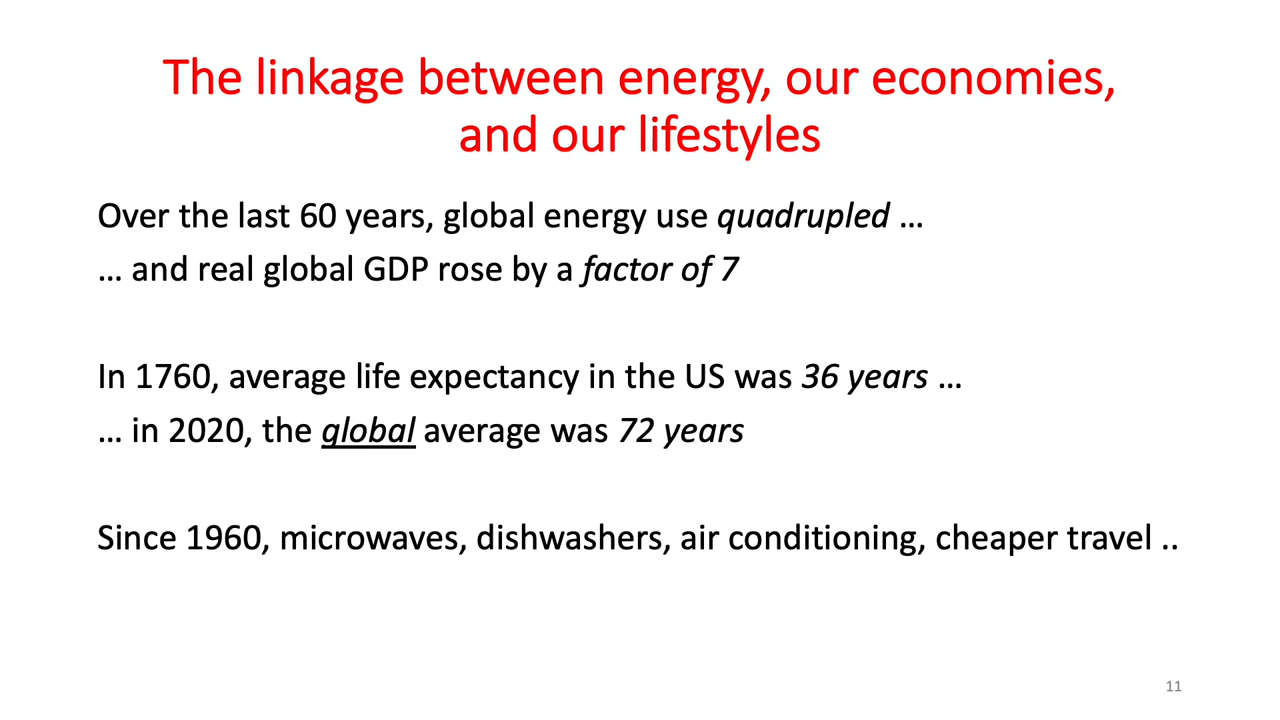 The linkage between energy, our economies,
and our lifestyles
Over the last 60 years, global energy use quadrupled …
… and real global GDP rose by a factor of 7
In 1760, average life expectancy in the US was 36 years …
… in 2020, the global average was 72 years
Since 1960, microwaves, dishwashers, air conditioning, cheaper travel ..
11